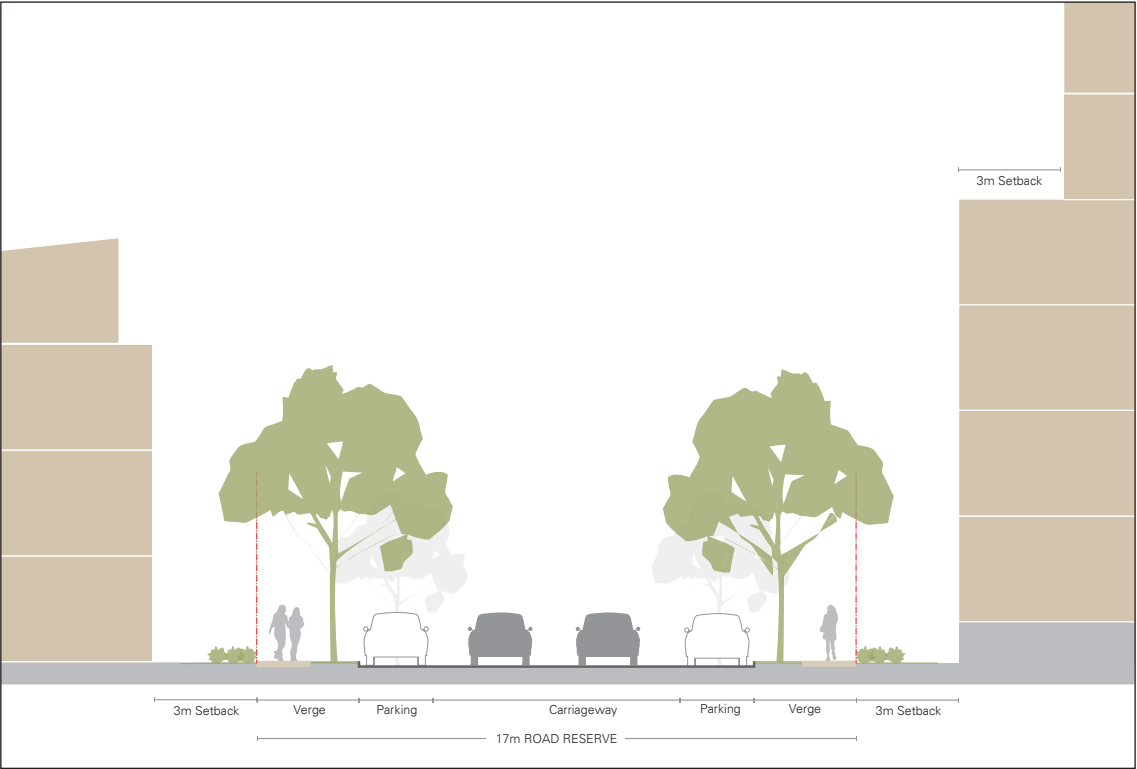 3m Setback
3m Setback
Verge
Parking
Carriageway
Parking
Verge
3m Setback
17m ROAD RESERVE